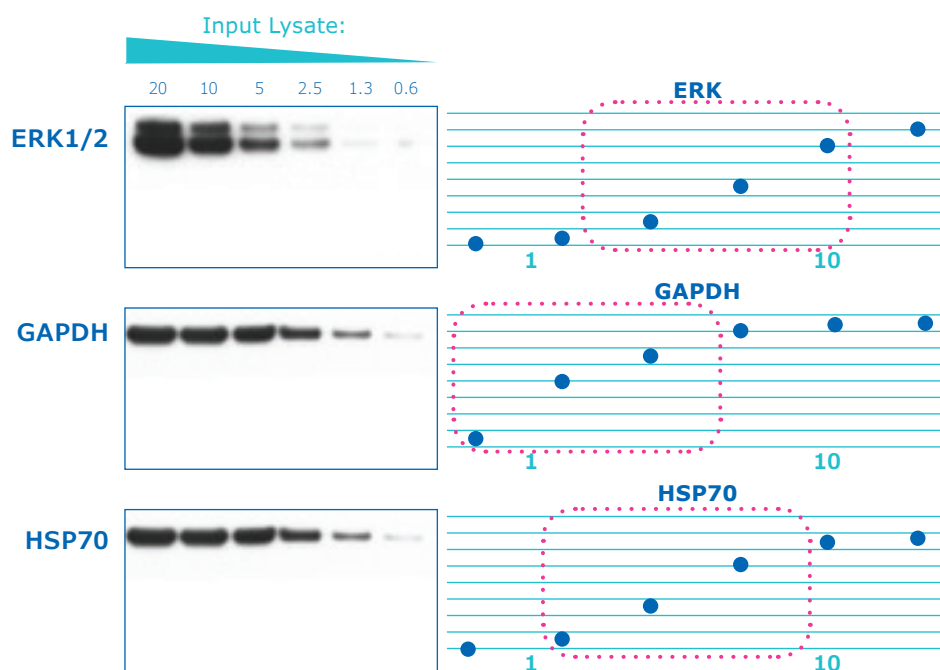 Input Lysate:
20 10 5 2.5 1.3 0.6
ERK
ERK1/2
1 10
GAPDH
GAPDH
1 10
HSP70
HSP70
1 10